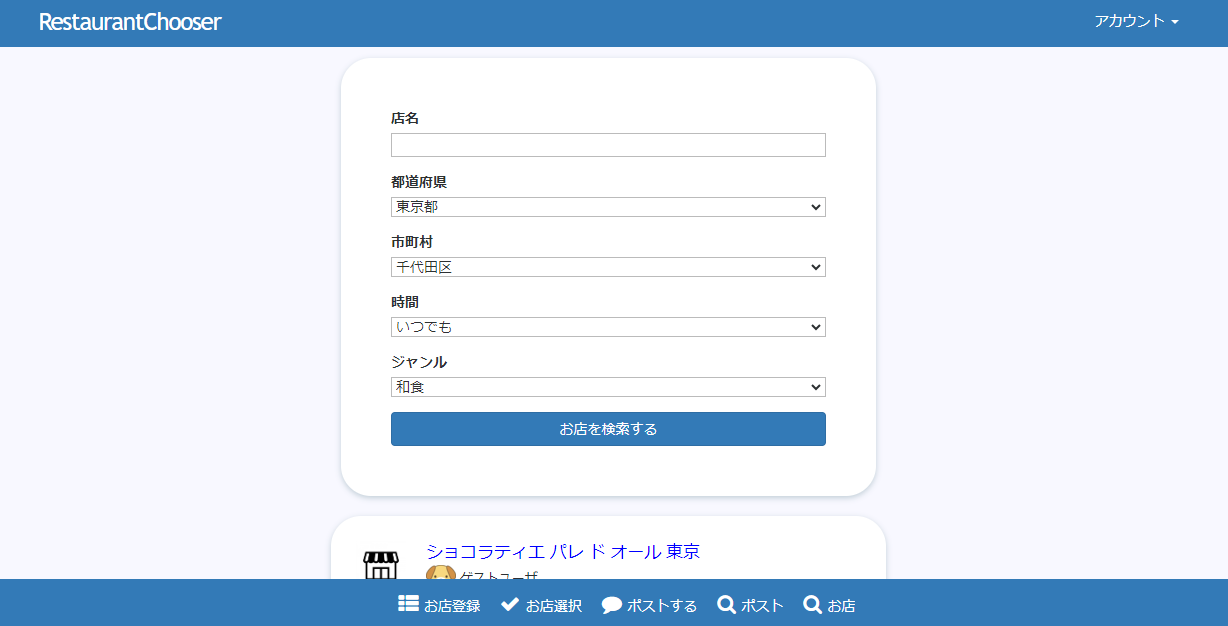 RestaurantChooser
アカウント
店名
都道府県
東京都
市町村
千代田区
時間
いつでも
ジャンル
和食
お店を検索する
ショコラティエ パレ ド オール 東京
ゲストユーザ
お店登録 お店選択 ポストする ポスト お店